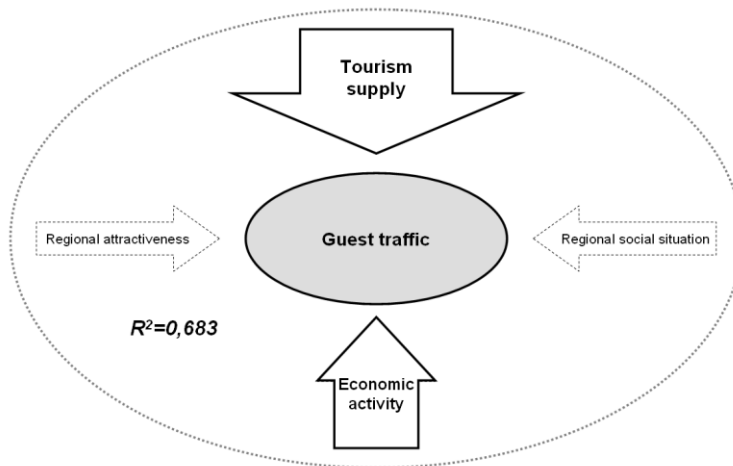 Tourism
supply
Regional attractiveness
Guest traffic
Regional social situation
R²=0,683
Economic
activity